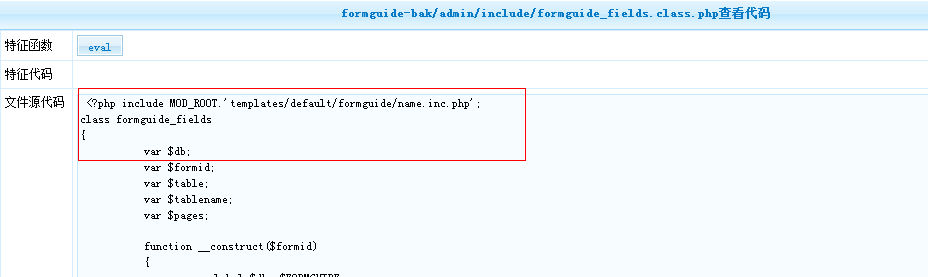 formguide-bak/admin/include/formguide_fields.class.php查看代码
特征函数 eval
特征代码
文件源代码
<?php include MOD_ROOT.'templates/default/formguide/name.inc.php';
class formguide_fields
{
var $db;
var $formid;
var $table;
var $tablename;
var $pages;
function __construct($formid)
{